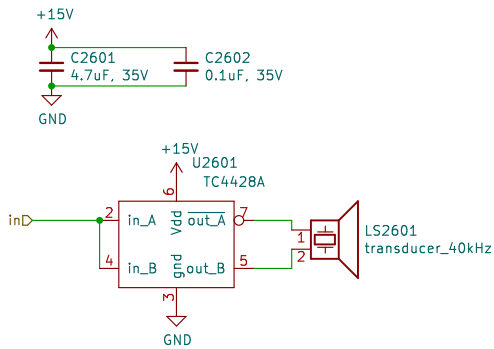 +15V
C2601
4.7uF, 35V
C2602
0.1uF, 35V
GND
+15V
U2601
TC4428A
6
2
in_A
Vdd
out_A
7
in
4
in_B
gnd
out_B
5
3
GND
1
2
LS2601
transducer_40kHz